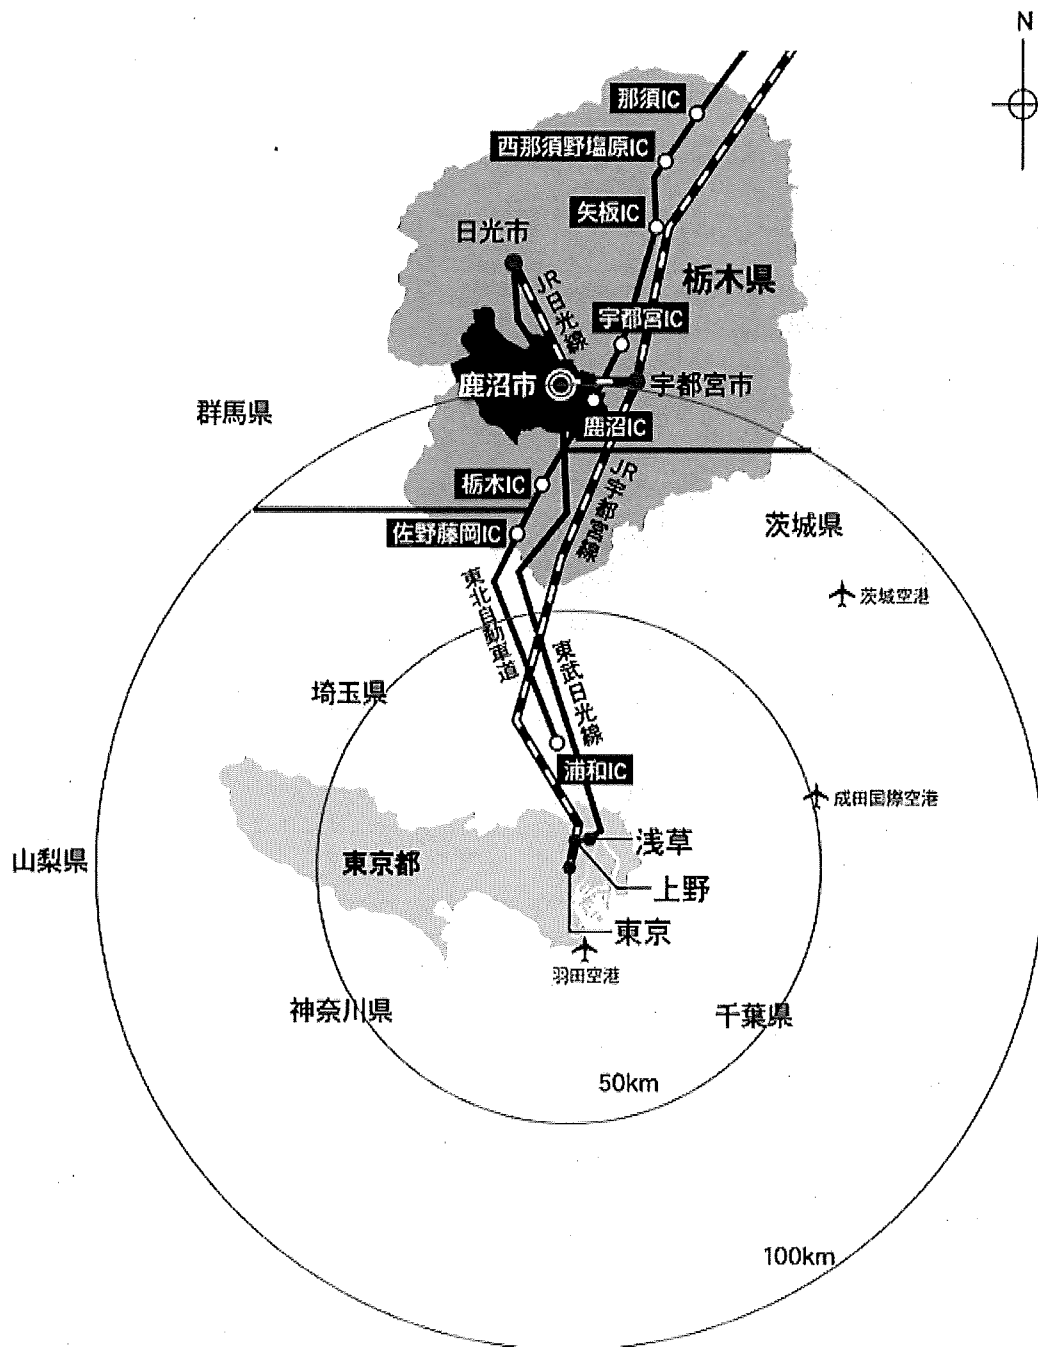 N
那須IC
西那須野塩原IC
矢板IC
日光市
栃木県
JR日光線
宇都宮IC
鹿沼市
宇都宮市
群馬県
鹿沼IC
栃木IC
JR宇都宮線
佐野藤岡IC
茨城県
東北自動車道
茨城空港
東武日光線
埼玉県
浦和IC
成田国際空港
浅草
山梨県
東京都
上野
東京
羽田空港
神奈川県
千葉県
50km
100km